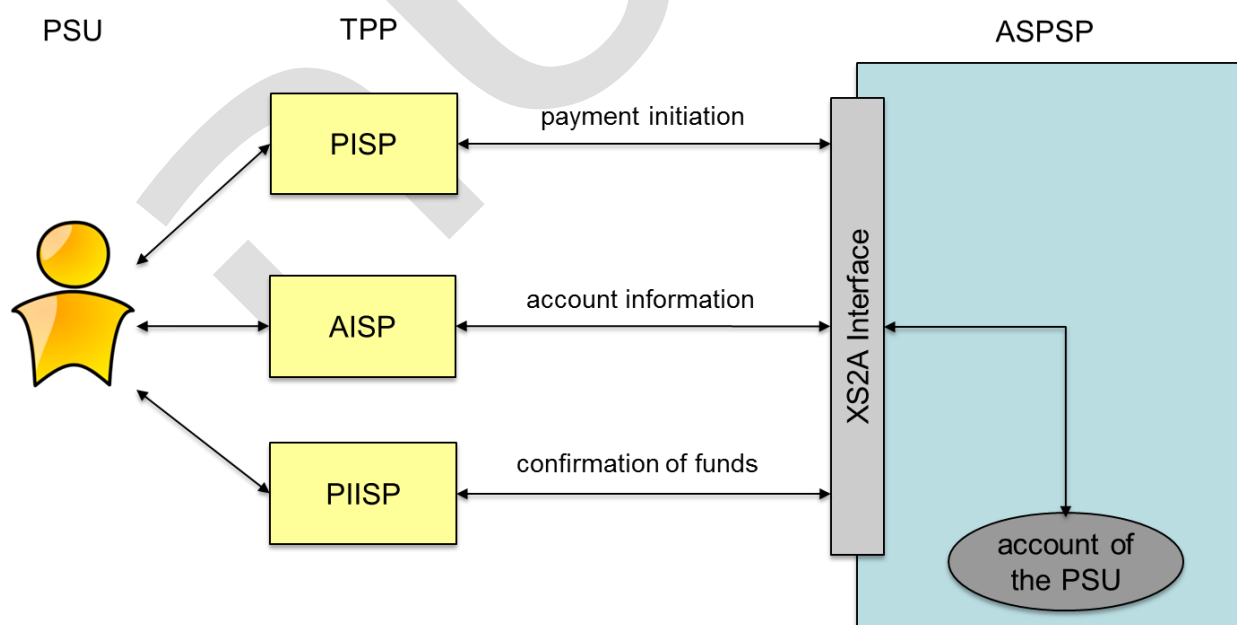 PSU
TPP
ASPSP
PISP
payment initiation
AISP
account information
XS2A Interface
PIISP
confirmation of funds
account of
the PSU